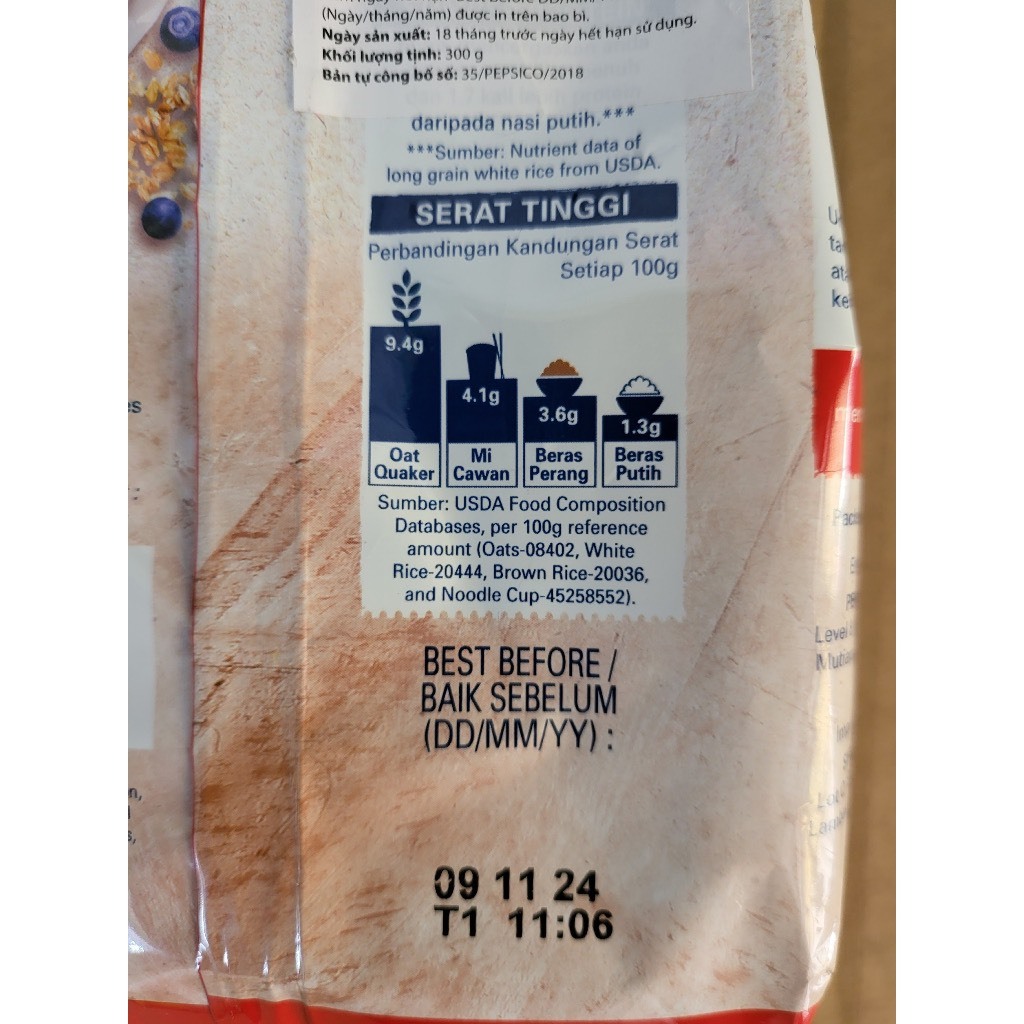 (Ngày/tháng/năm) được in trên bao bì.
Ngày sản xuất: 18 tháng trước ngày hết hạn sử dụng.
Khối lượng tịnh: 300 g
Bản tự công bố số: 35/PEPSICO/2018
daripada nasi putih.***
***Sumber: Nutrient data of
long grain white rice from USDA.
SERAT TINGGI
Perbandingan Kandungan Serat
Setiap 100g
9.4g
4.1g
3.6g
1.3g
Oat Quaker
Mi Cawan
Beras Perang
Beras Putih
Sumber: USDA Food Composition
Databases, per 100g reference
amount (Oats-08402, White
Rice-20444, Brown Rice-20036,
and Noodle Cup-45258552).
BEST BEFORE /
BAIK SEBELUM
(DD/MM/YY) :
09 11 24
T1 11:06